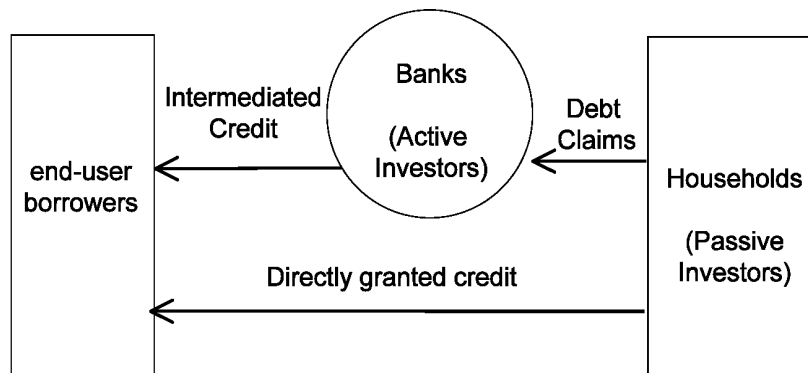 end-user
borrowers
Intermediated
Credit
Banks
(Active
Investors)
Debt
Claims
Households
(Passive
Investors)
Directly granted credit